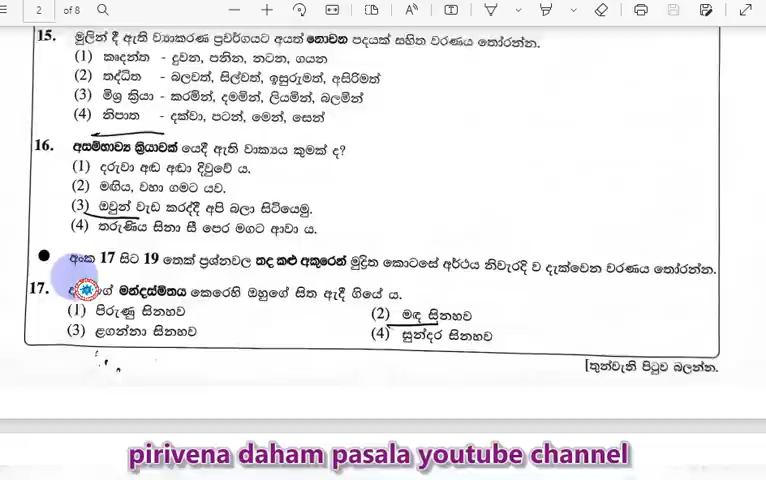 2 of 8
15. මුලින් දී ඇති ව්‍යාකරණ ප්‍රවර්ගයට අයත් නොවන පදයක් සහිත වරණය තෝරන්න.
(1) කෘදන්ත - දුවන, පනින, නටන, ගයන
(2) තද්ධිත - බලවත්, සිල්වත්, ඉසුරුමත්, අසිරිමත්
(3) මිශ්‍ර ක්‍රියා - කරමින්, දමමින්, ලියමින්, බලමින්
(4) නිපාත - දක්වා, පටන්, මෙන්, සෙන්
16. අසම්භාව්‍ය ක්‍රියාවක් යෙදී ඇති වාක්‍යය කුමක් ද?
(1) දරුවා අඬ අඬා දිවුවේ ය.
(2) මගිය, වහා ගමට යව.
(3) ඔවුන් වැඩ කරද්දී අපි බලා සිටියෙමු.
(4) තරුණිය සිනා සී පෙර මගට ආවා ය.
● අංක 17 සිට 19 තෙක් ප්‍රශ්නවල තද කළු අකුරෙන් මුද්‍රිත කොටසේ අර්ථය නිවැරදි ව දැක්වෙන වරණය තෝරන්න.
17. මන්දස්මිතය කෙරෙහි ඔහුගේ සිත ඇදී ගියේ ය.
(1) පිරුණු සිනහව (2) මඳ සිනහව
(3) ළගන්නා සිනහව (4) සුන්දර සිනහව
[තුන්වැනි පිටුව බලන්න.
pirivena daham pasala youtube channel